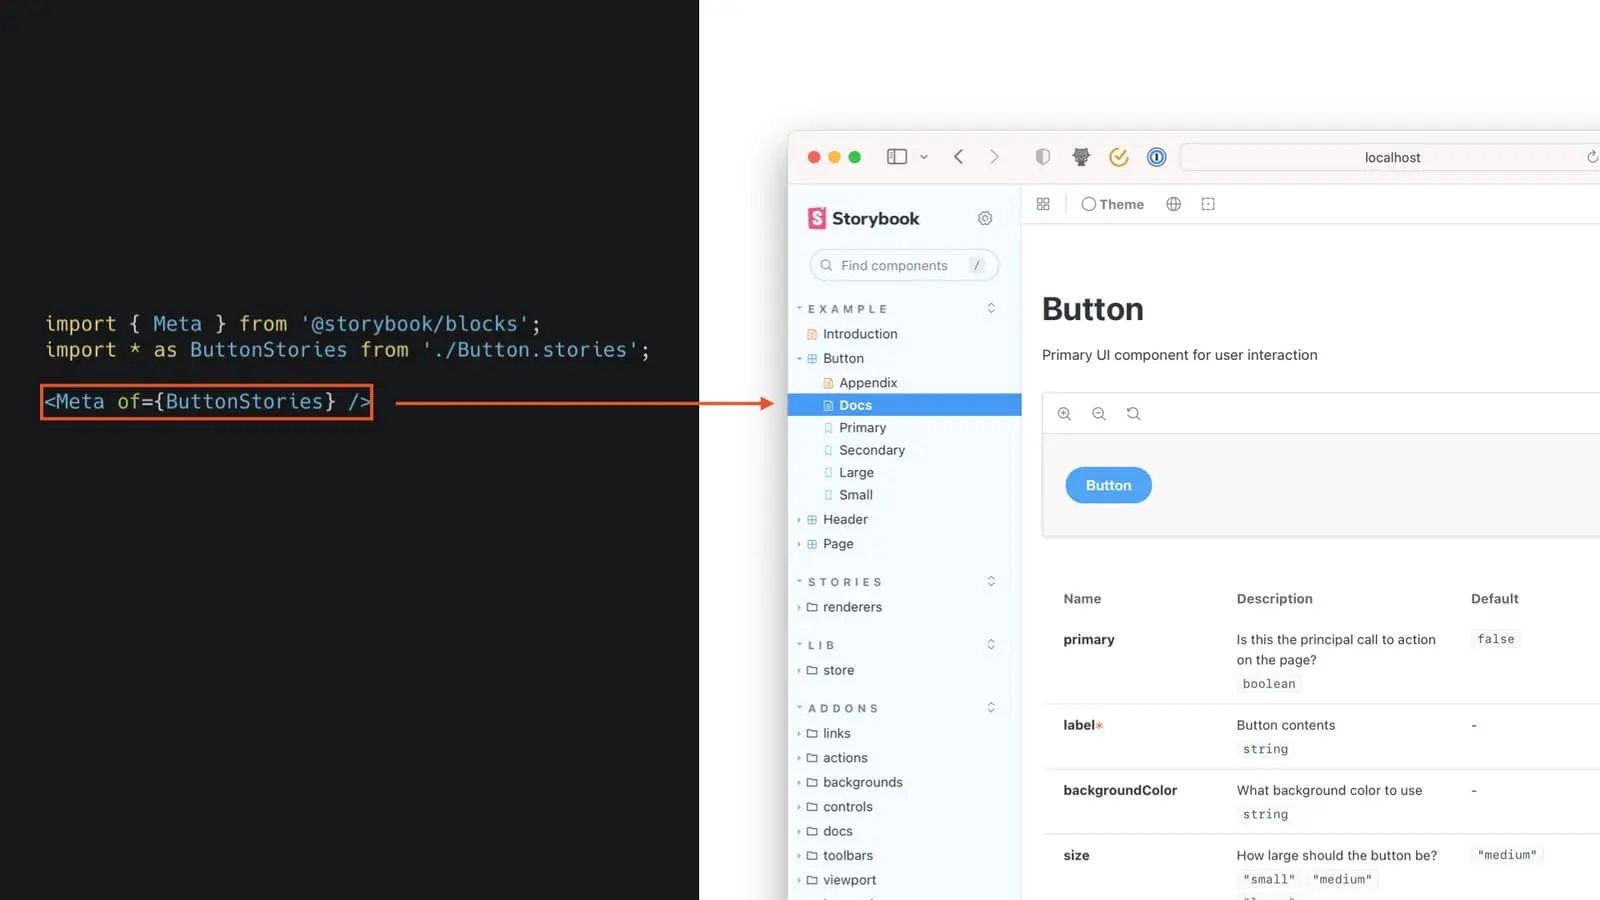 import { Meta } from '@storybook/blocks';
import * as ButtonStories from './Button.stories';
<Meta of={ButtonStories} />
localhost
Storybook
Find components /
EXAMPLE
Introduction
Button
Appendix
Docs
Primary
Secondary
Large
Small
Header
Page
STORIES
renderers
LIB
store
ADDONS
links
actions
backgrounds
controls
docs
toolbars
viewport
Theme
Button
Primary UI component for user interaction
Button
Name Description Default
primary Is this the principal call to action false
on the page?
boolean
label* Button contents -
string
backgroundColor What background color to use -
string
size How large should the button be? "medium"
"small" "medium"